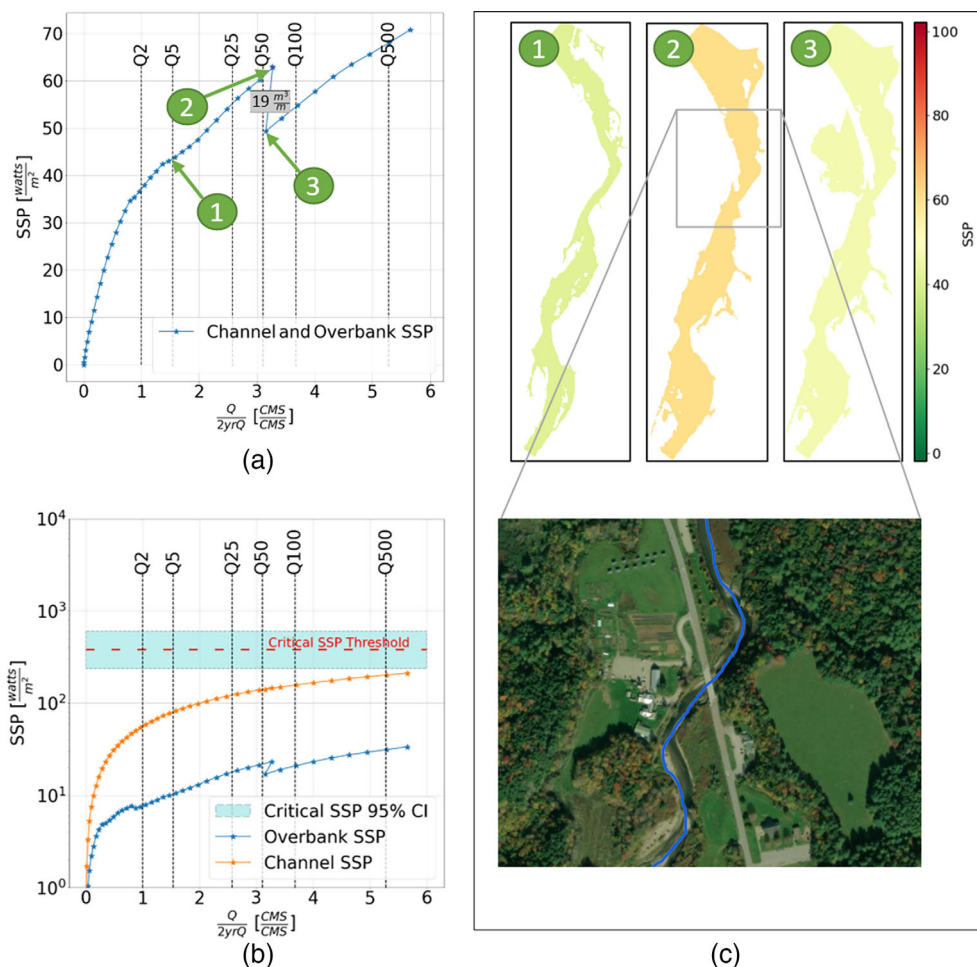 Q2
Q5
Q25
Q50
Q100
Q500
70
60
50
40
30
20
10
0
SSP [watts/m²]
2
19 m³/m
1
3
Channel and Overbank SSP
0 1 2 3 4 5 6
Q/2yrQ [CMS/CMS]
(a)
Q2
Q5
Q25
Q50
Q100
Q500
10⁴
10³
10²
10¹
10⁰
SSP [watts/m²]
Critical SSP Threshold
Critical SSP 95% CI
Overbank SSP
Channel SSP
0 1 2 3 4 5 6
Q/2yrQ [CMS/CMS]
(b)
1
2
3
100
80
60
40
20
0
SSP
(c)